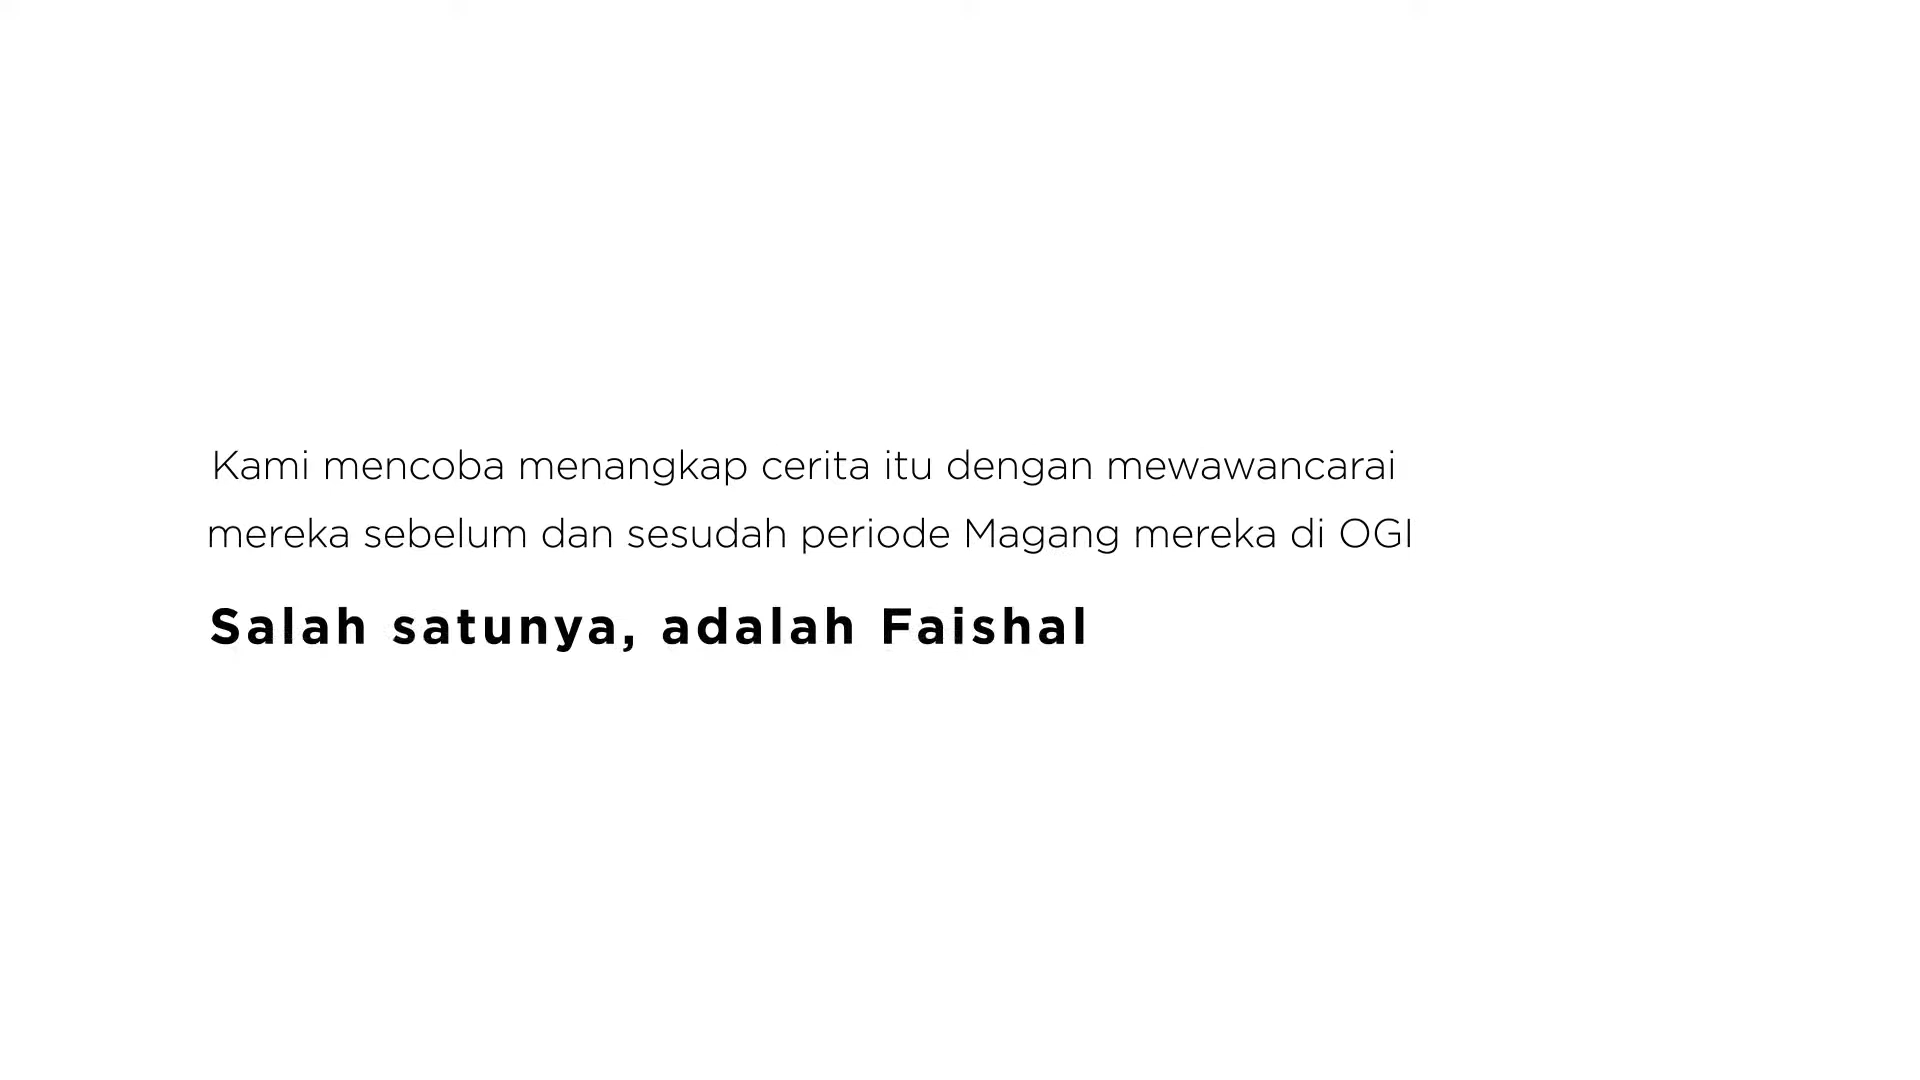 Kami mencoba menangkap cerita itu dengan mewawancarai
mereka sebelum dan sesudah periode Magang mereka di OGI
Salah satunya, adalah Faishal